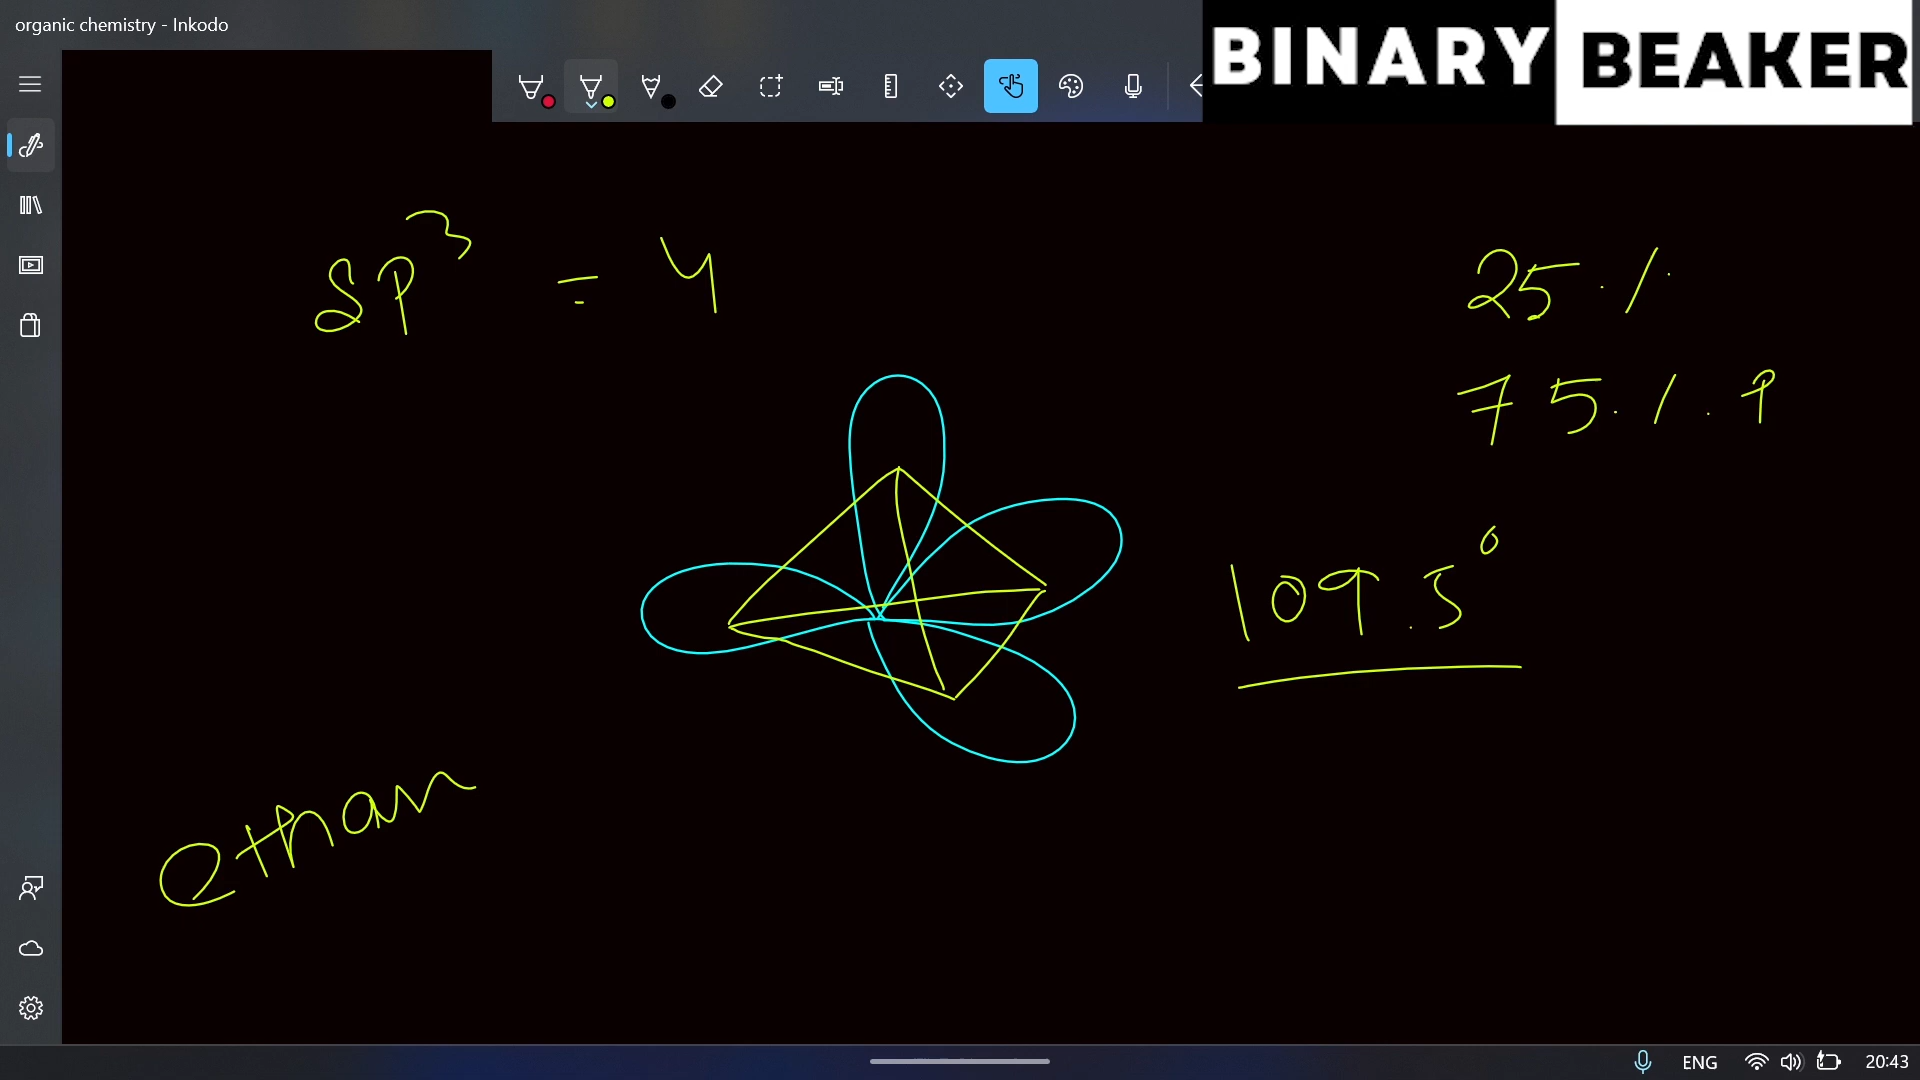 organic chemistry - Inkodo
BINARY BEAKER
SP³ = 4
25 %
75 % P
109.5°
ethan
ENG
20:43